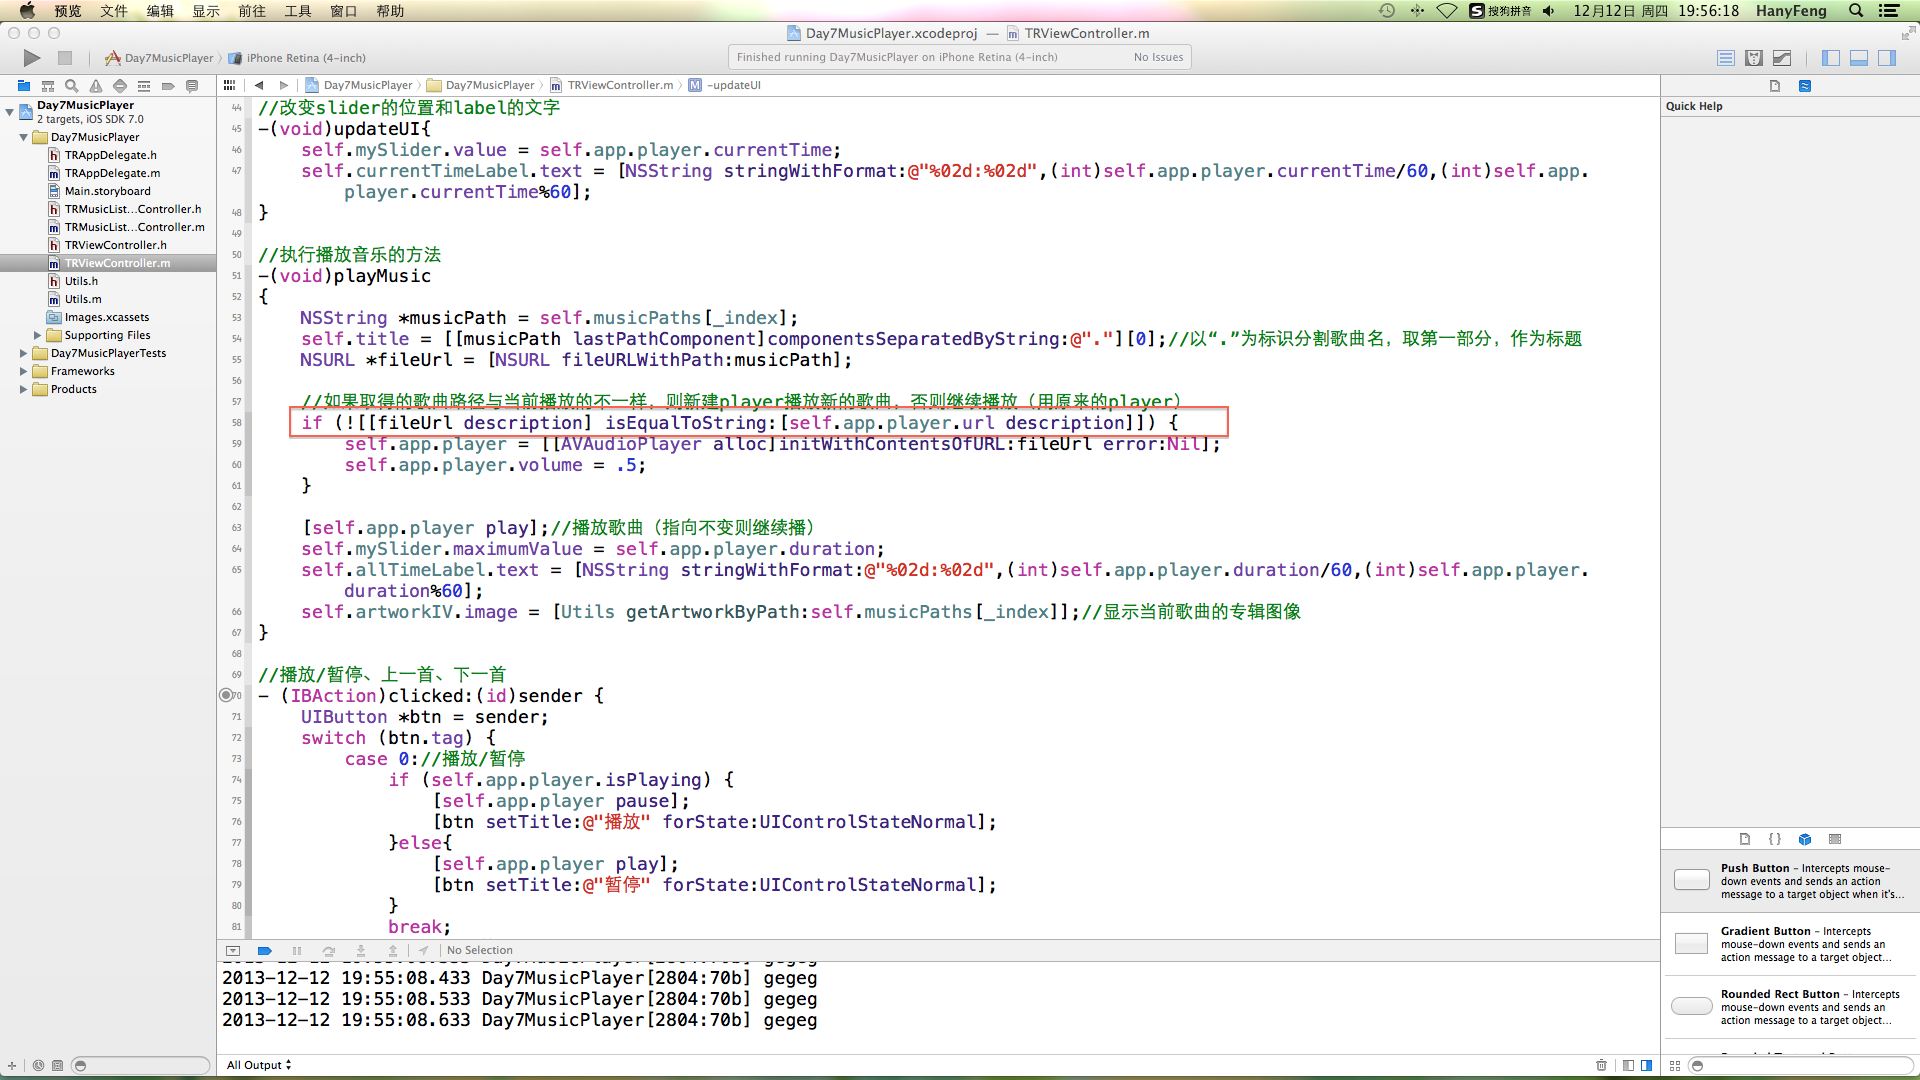 预览 文件 编辑 显示 前往 工具 窗口 帮助
搜狗拼音 12月12日 周四 19:56:18 HanyFeng
Day7MusicPlayer.xcodeproj — TRViewController.m
Day7MusicPlayer iPhone Retina (4-inch)
Finished running Day7MusicPlayer on iPhone Retina (4-inch) No Issues
Day7MusicPlayer Day7MusicPlayer TRViewController.m -updateUI
Day7MusicPlayer
2 targets, iOS SDK 7.0
Day7MusicPlayer
TRAppDelegate.h
TRAppDelegate.m
Main.storyboard
TRMusicList...Controller.h
TRMusicList...Controller.m
TRViewController.h
TRViewController.m
Utils.h
Utils.m
Images.xcassets
Supporting Files
Day7MusicPlayerTests
Frameworks
Products
44 //改变slider的位置和label的文字
45 -(void)updateUI{
46 self.mySlider.value = self.app.player.currentTime;
47 self.currentTimeLabel.text = [NSString stringWithFormat:@"%02d:%02d",(int)self.app.player.currentTime/60,(int)self.app.
player.currentTime%60];
48 }
49
50 //执行播放音乐的方法
51 -(void)playMusic
52 {
53 NSString *musicPath = self.musicPaths[_index];
54 self.title = [[musicPath lastPathComponent]componentsSeparatedByString:@"."][0];//以“.”为标识分割歌曲名，取第一部分，作为标题
55 NSURL *fileUrl = [NSURL fileURLWithPath:musicPath];
56
57 //如果取得的歌曲路径与当前播放的不一样，则新建player播放新的歌曲，否则继续播放（用原来的player）
58 if (![[fileUrl description] isEqualToString:[self.app.player.url description]]) {
59 self.app.player = [[AVAudioPlayer alloc]initWithContentsOfURL:fileUrl error:Nil];
60 self.app.player.volume = .5;
61 }
62
63 [self.app.player play];//播放歌曲（指向不变则继续播）
64 self.mySlider.maximumValue = self.app.player.duration;
65 self.allTimeLabel.text = [NSString stringWithFormat:@"%02d:%02d",(int)self.app.player.duration/60,(int)self.app.player.
duration%60];
66 self.artworkIV.image = [Utils getArtworkByPath:self.musicPaths[_index]];//显示当前歌曲的专辑图像
67 }
68
69 //播放/暂停、上一首、下一首
70 - (IBAction)clicked:(id)sender {
71 UIButton *btn = sender;
72 switch (btn.tag) {
73 case 0://播放/暂停
74 if (self.app.player.isPlaying) {
75 [self.app.player pause];
76 [btn setTitle:@"播放" forState:UIControlStateNormal];
77 }else{
78 [self.app.player play];
79 [btn setTitle:@"暂停" forState:UIControlStateNormal];
80 }
81 break;
No Selection
2013-12-12 19:55:08.433 Day7MusicPlayer[2804:70b] gegeg
2013-12-12 19:55:08.533 Day7MusicPlayer[2804:70b] gegeg
2013-12-12 19:55:08.633 Day7MusicPlayer[2804:70b] gegeg
All Output
Quick Help
Push Button - Intercepts mouse-
down events and sends an action
message to a target object when it's...
Gradient Button - Intercepts
mouse-down events and sends an
action message to a target object...
Rounded Rect Button - Intercepts
mouse-down events and sends an
action message to a target object...